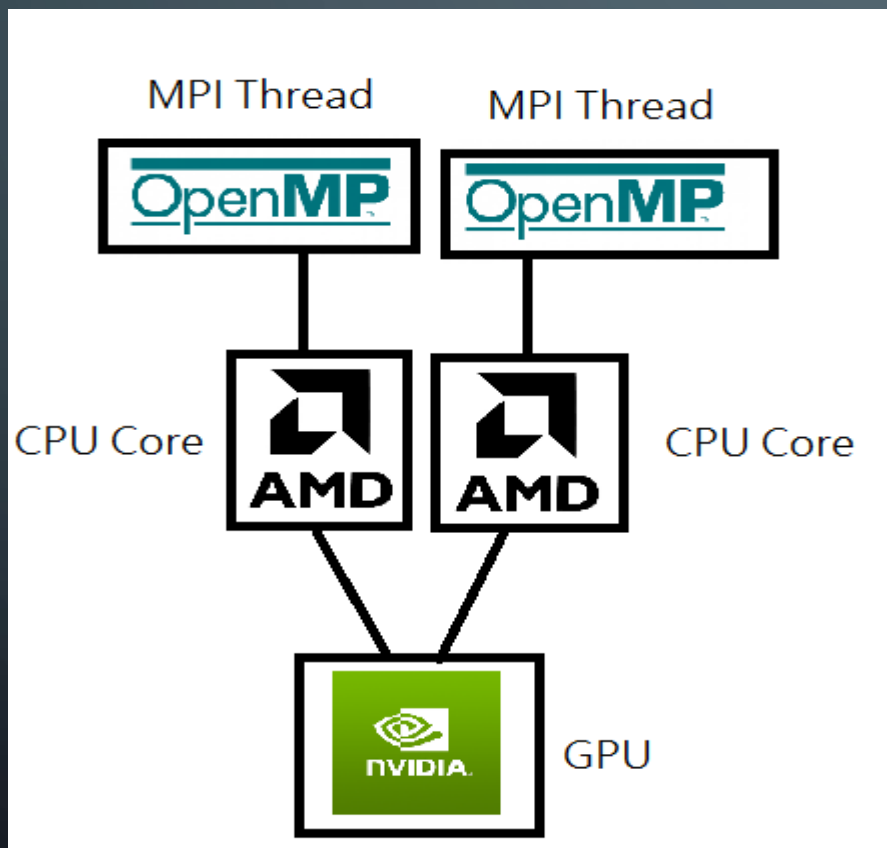 MPI Thread
MPI Thread
OpenMP
OpenMP
CPU Core
AMD
AMD
CPU Core
nVIDIA.
GPU